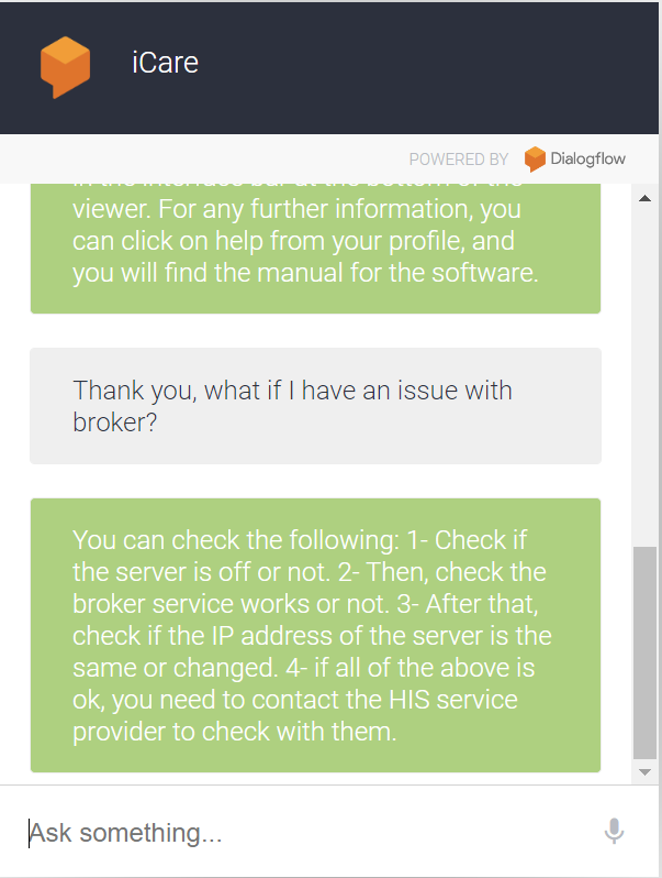 iCare
POWERED BY Dialogflow
viewer. For any further information, you
can click on help from your profile, and
you will find the manual for the software.
Thank you, what if I have an issue with
broker?
You can check the following: 1- Check if
the server is off or not. 2- Then, check the
broker service works or not. 3- After that,
check if the IP address of the server is the
same or changed. 4- if all of the above is
ok, you need to contact the HIS service
provider to check with them.
Ask something...